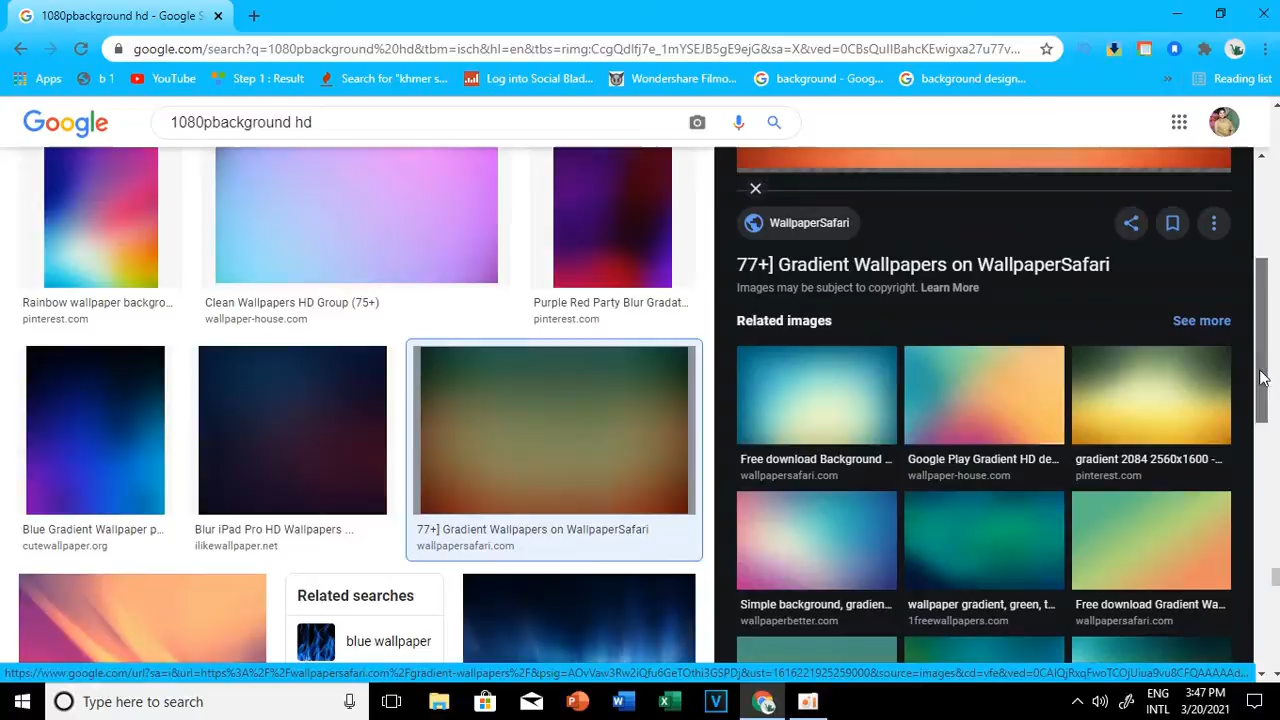 1080pbackground hd - Google S
google.com/search?q=1080pbackground%20hd&tbm=isch&hl=en&tbs=rimg:CcgQdlfj7e_1mYSEJB5gE9ejG&sa=X&ved=0CBsQuIIBahcKEwigxa27u77v...
Apps
b 1
YouTube
Step 1 : Result
Search for "khmer s...
Log into Social Blad...
Wondershare Filmo...
background - Goog...
background design...
»
Reading list
Google
1080pbackground hd
WallpaperSafari
77+] Gradient Wallpapers on WallpaperSafari
Images may be subject to copyright. Learn More
Related images
See more
Rainbow wallpaper backgro...
pinterest.com
Clean Wallpapers HD Group (75+)
wallpaper-house.com
Purple Red Party Blur Gradat...
pinterest.com
Blue Gradient Wallpaper p...
cutewallpaper.org
Blur iPad Pro HD Wallpapers ...
ilikewallpaper.net
77+] Gradient Wallpapers on WallpaperSafari
wallpapersafari.com
Free download Background ...
wallpapersafari.com
Google Play Gradient HD de...
wallpaper-house.com
gradient 2084 2560x1600 -...
pinterest.com
Simple background, gradien...
wallpaperbetter.com
wallpaper gradient, green, t...
1freewallpapers.com
Free download Gradient Wa...
wallpapersafari.com
Related searches
blue wallpaper
Type here to search
ENG
INTL
3:47 PM
3/20/2021